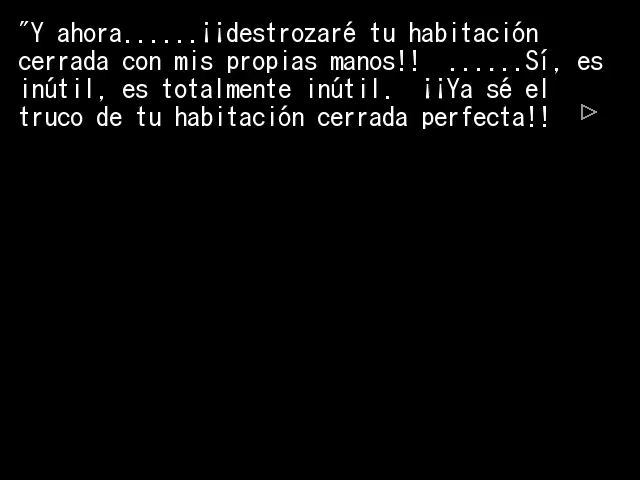 "Y ahora......¡¡destrozaré tu habitación
cerrada con mis propias manos!!  ......Sí, es
inútil, es totalmente inútil.  ¡¡Ya sé el
truco de tu habitación cerrada perfecta!!